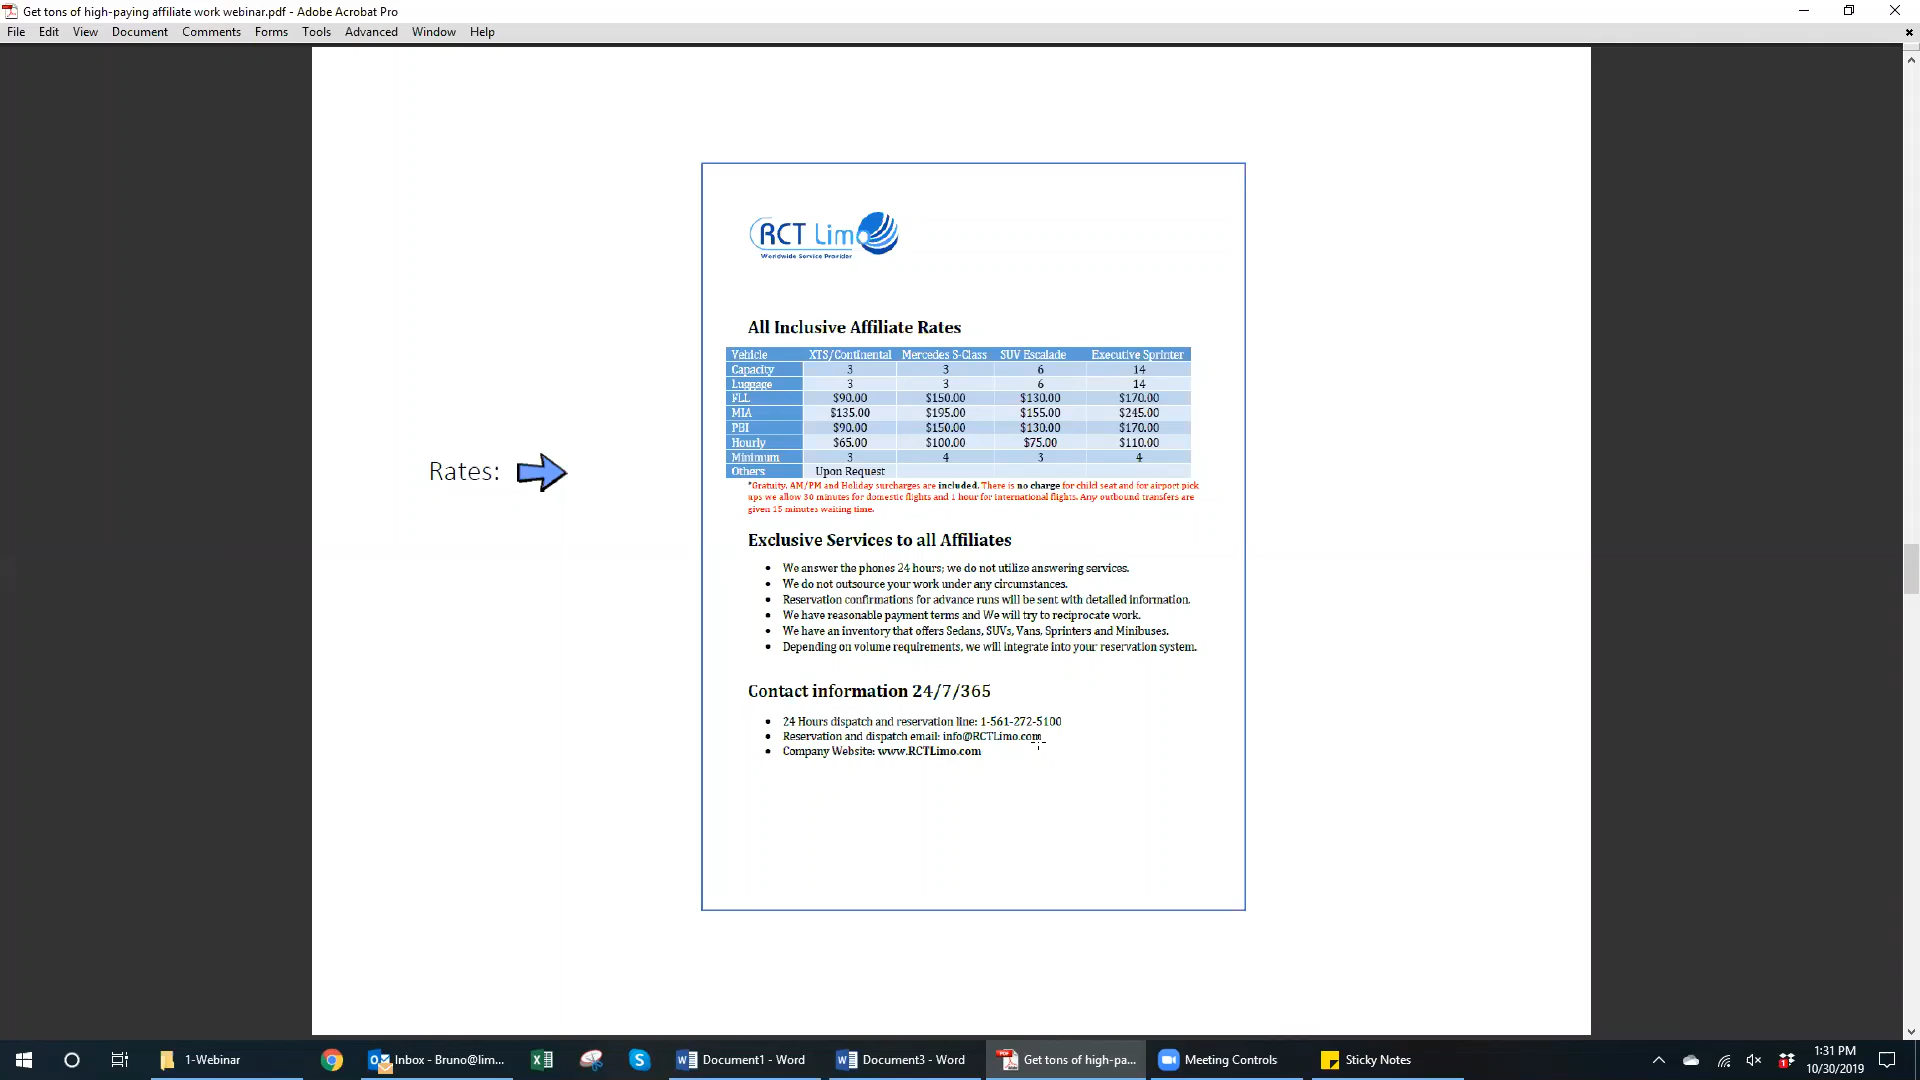 Get tons of high-paying affiliate work webinar.pdf - Adobe Acrobat Pro
File Edit View Document Comments Forms Tools Advanced Window Help
RCT Limo
Worldwide Service Provider
All Inclusive Affiliate Rates
Vehicle XTS/Continental Mercedes S-Class SUV Escalade Executive Sprinter
Capacity 3 3 6 14
Luggage 3 3 6 14
FLL $90.00 $150.00 $130.00 $170.00
MIA $135.00 $195.00 $155.00 $245.00
PBI $90.00 $150.00 $130.00 $170.00
Hourly $65.00 $100.00 $75.00 $110.00
Minimum 3 4 3 4
Others Upon Request
Rates:
*Gratuity, AM/PM and Holiday surcharges are included. There is no charge for child seat and for airport pick
ups we allow 30 minutes for domestic flights and 1 hour for international flights. Any outbound transfers are
given 15 minutes waiting time.
Exclusive Services to all Affiliates
• We answer the phones 24 hours; we do not utilize answering services.
• We do not outsource your work under any circumstances.
• Reservation confirmations for advance runs will be sent with detailed information.
• We have reasonable payment terms and We will try to reciprocate work.
• We have an inventory that offers Sedans, SUVs, Vans, Sprinters and Minibuses.
• Depending on volume requirements, we will integrate into your reservation system.
Contact information 24/7/365
• 24 Hours dispatch and reservation line: 1-561-272-5100
• Reservation and dispatch email: info@RCTLimo.com
• Company Website: www.RCTLimo.com
1-Webinar Inbox - Bruno@lim... Document1 - Word Document3 - Word Get tons of high-pa... Meeting Controls Sticky Notes
1:31 PM
10/30/2019